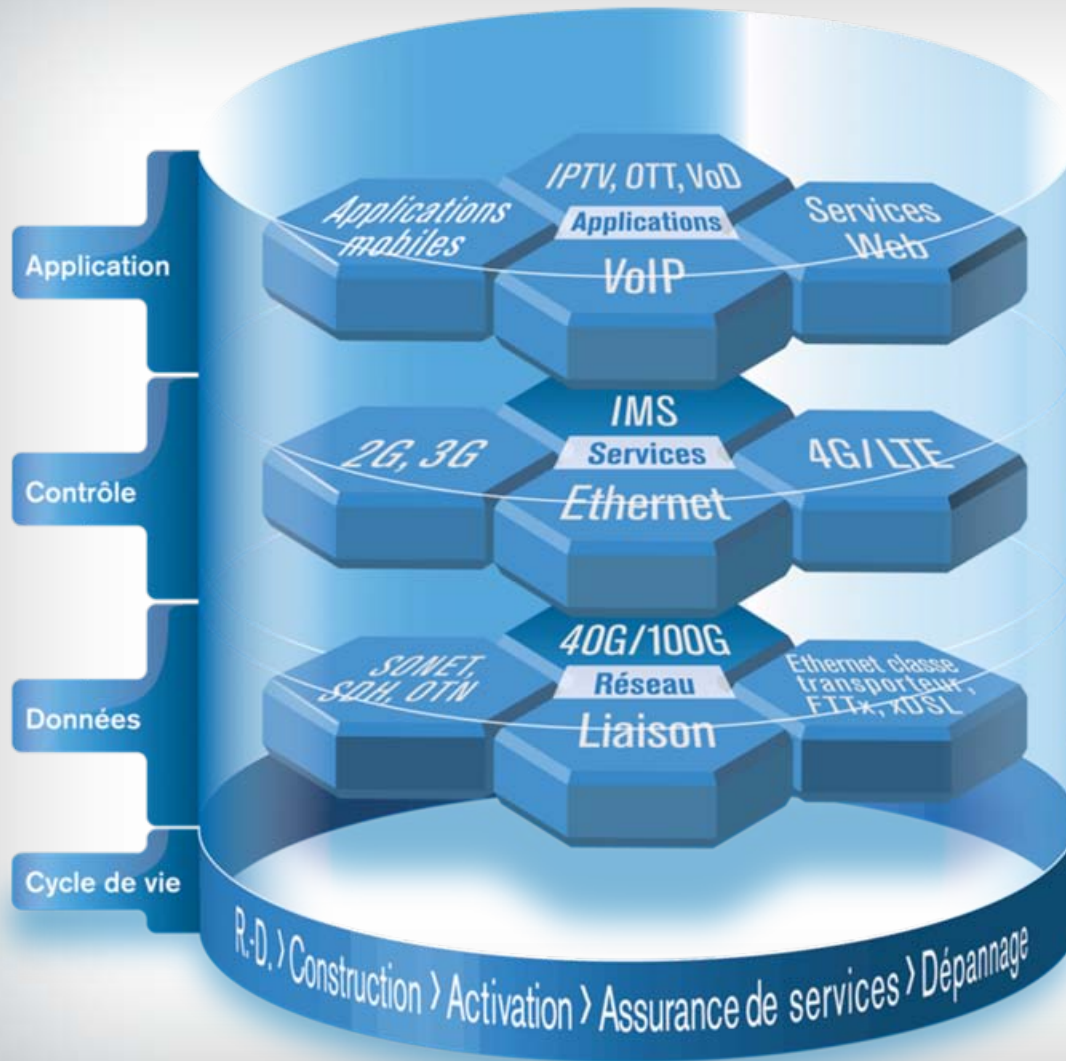 Application
IPTV, OTT, VoD
Applications
mobiles
Applications
Services
Web
VoIP
Contrôle
IMS
2G, 3G
Services
4G/LTE
Ethernet
Données
40G/100G
SONET,
SDH, OTN
Réseau
Ethernet classe
transporteur,
FTTx, xDSL
Liaison
Cycle de vie
R.-D. > Construction > Activation > Assurance de services > Dépannage